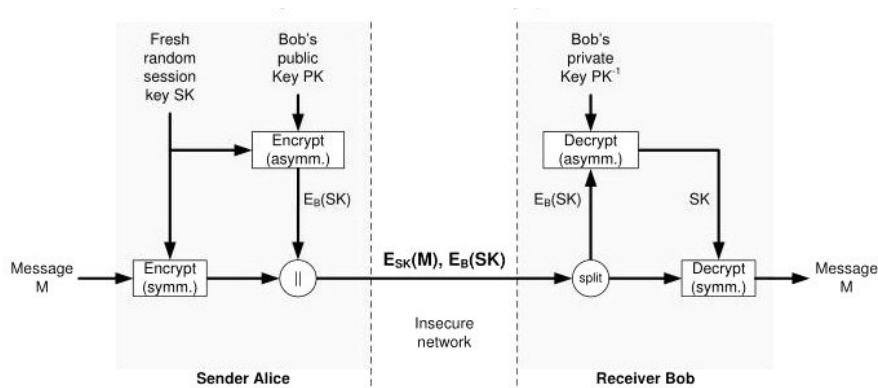 Fresh
random
session
key SK
Bob's
public
Key PK
Bob's
private
Key PK⁻¹
Encrypt
(asymm.)
Decrypt
(asymm.)
E_B(SK)
E_B(SK)
SK
Message
M
Encrypt
(symm.)
||
E_SK(M), E_B(SK)
split
Decrypt
(symm.)
Message
M
Insecure
network
Sender Alice
Receiver Bob